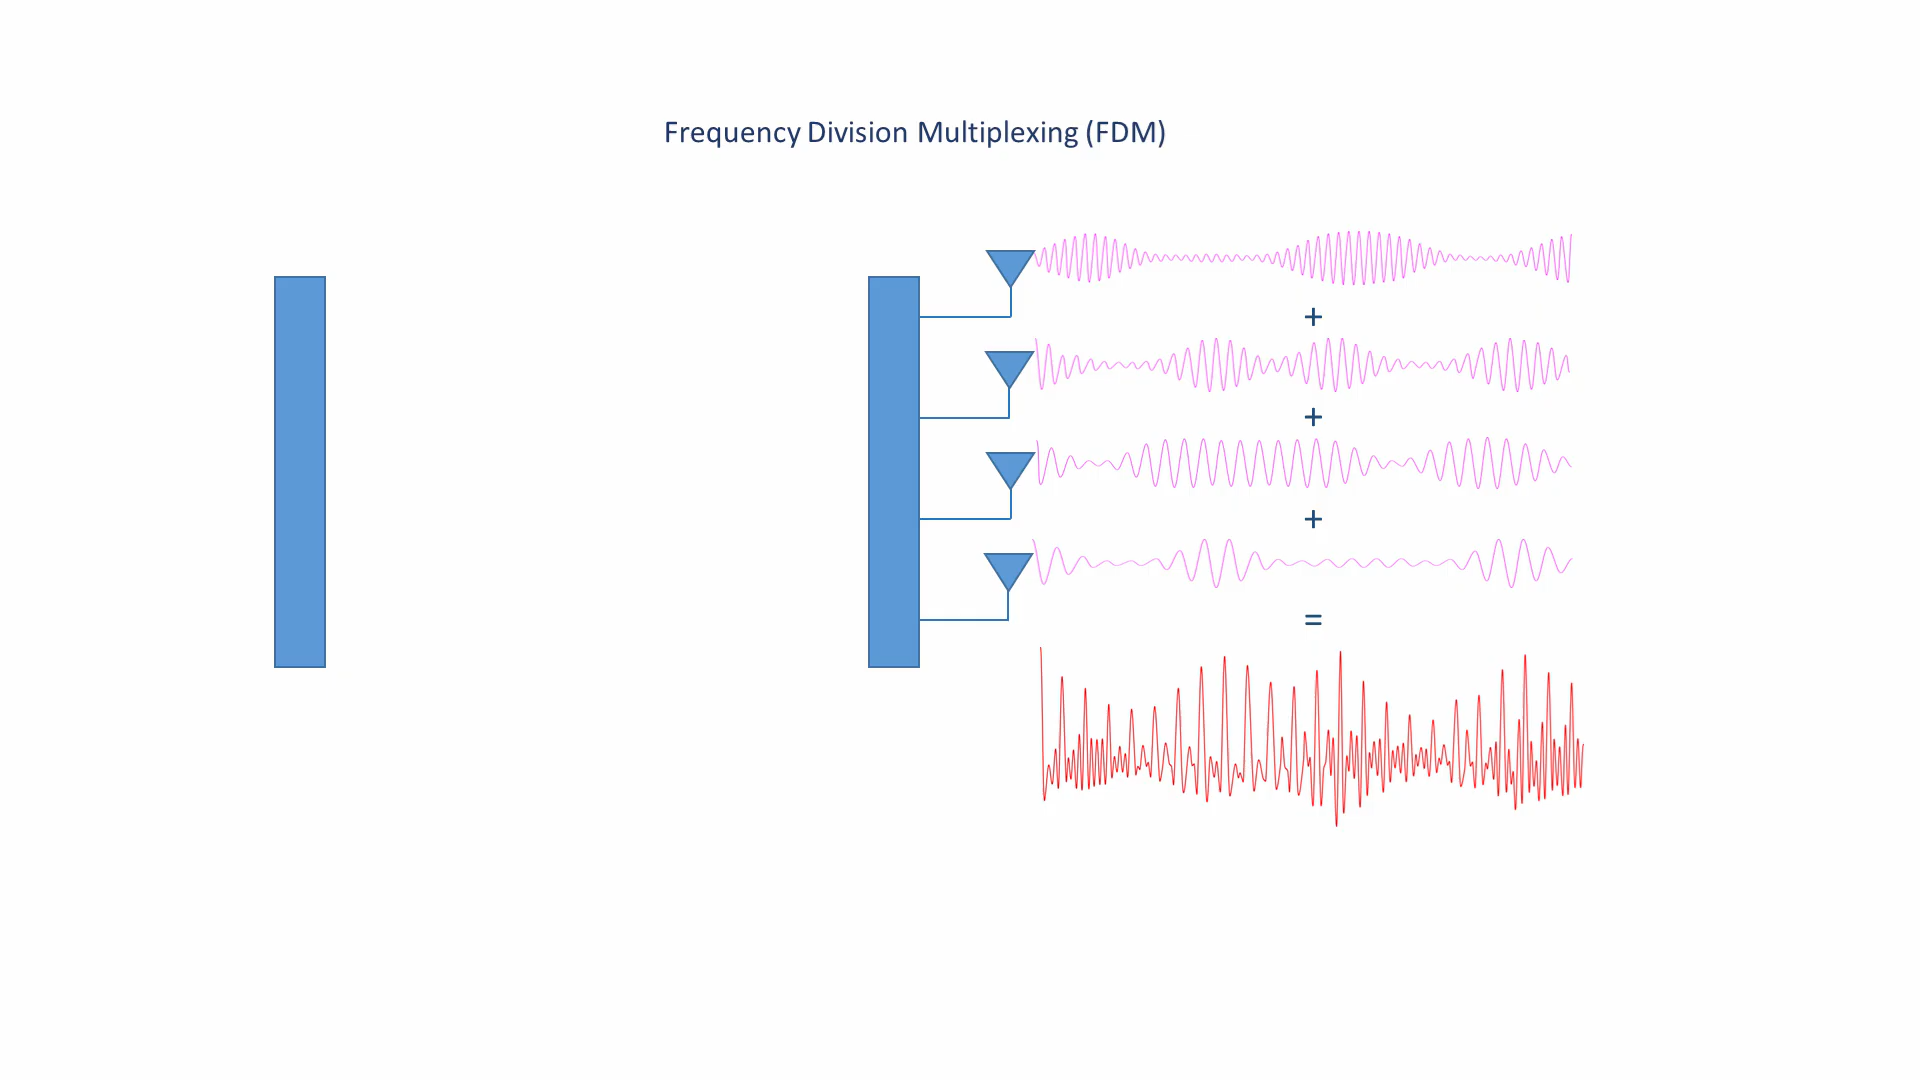 Frequency Division Multiplexing (FDM)
+
+
+
=